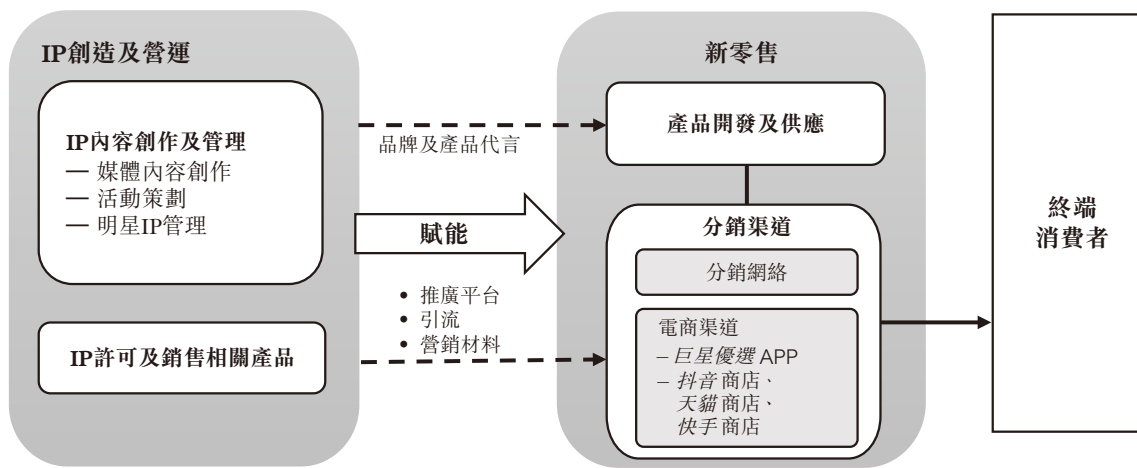 IP創造及營運
IP內容創作及管理
— 媒體內容創作
— 活動策劃
— 明星IP管理
IP許可及銷售相關產品
品牌及產品代言
賦能
• 推廣平台
• 引流
• 營銷材料
新零售
產品開發及供應
分銷渠道
分銷網絡
電商渠道
– 巨星優選 APP
– 抖音商店、
天貓商店、
快手商店
終端
消費者